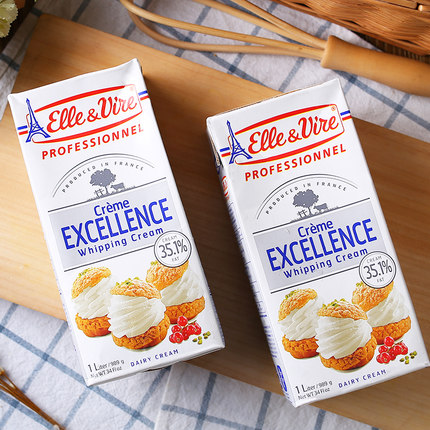 Elle&Vire
PROFESSIONNEL
PRODUCED IN FRANCE
Crème
EXCELLENCE
Whipping Cream
CREAM
35.1%
FAT
1 Liter / 989 g
Net WT 34 fl oz
DAIRY CREAM
Elle&Vire
PROFESSIONNEL
PRODUCED IN FRANCE
Crème
EXCELLENCE
Whipping Cream
CREAM
35.1%
FAT
1 Liter / 989 g
Net WT 34 fl oz
DAIRY CREAM